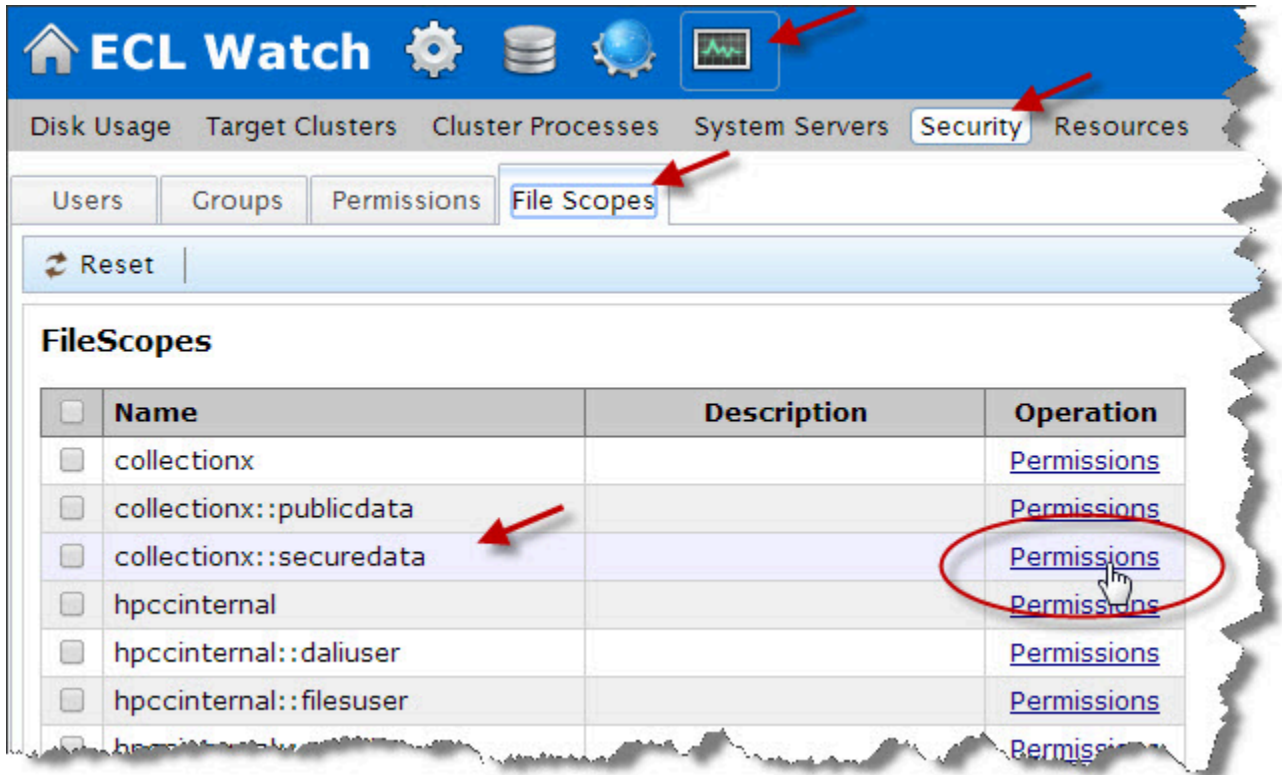 ECL Watch
Disk Usage Target Clusters Cluster Processes System Servers Security Resources
Users Groups Permissions File Scopes
Reset
FileScopes
Name Description Operation
collectionx Permissions
collectionx::publicdata Permissions
collectionx::securedata Permissions
hpccinternal Permissions
hpccinternal::daliuser Permissions
hpccinternal::filesuser Permissions